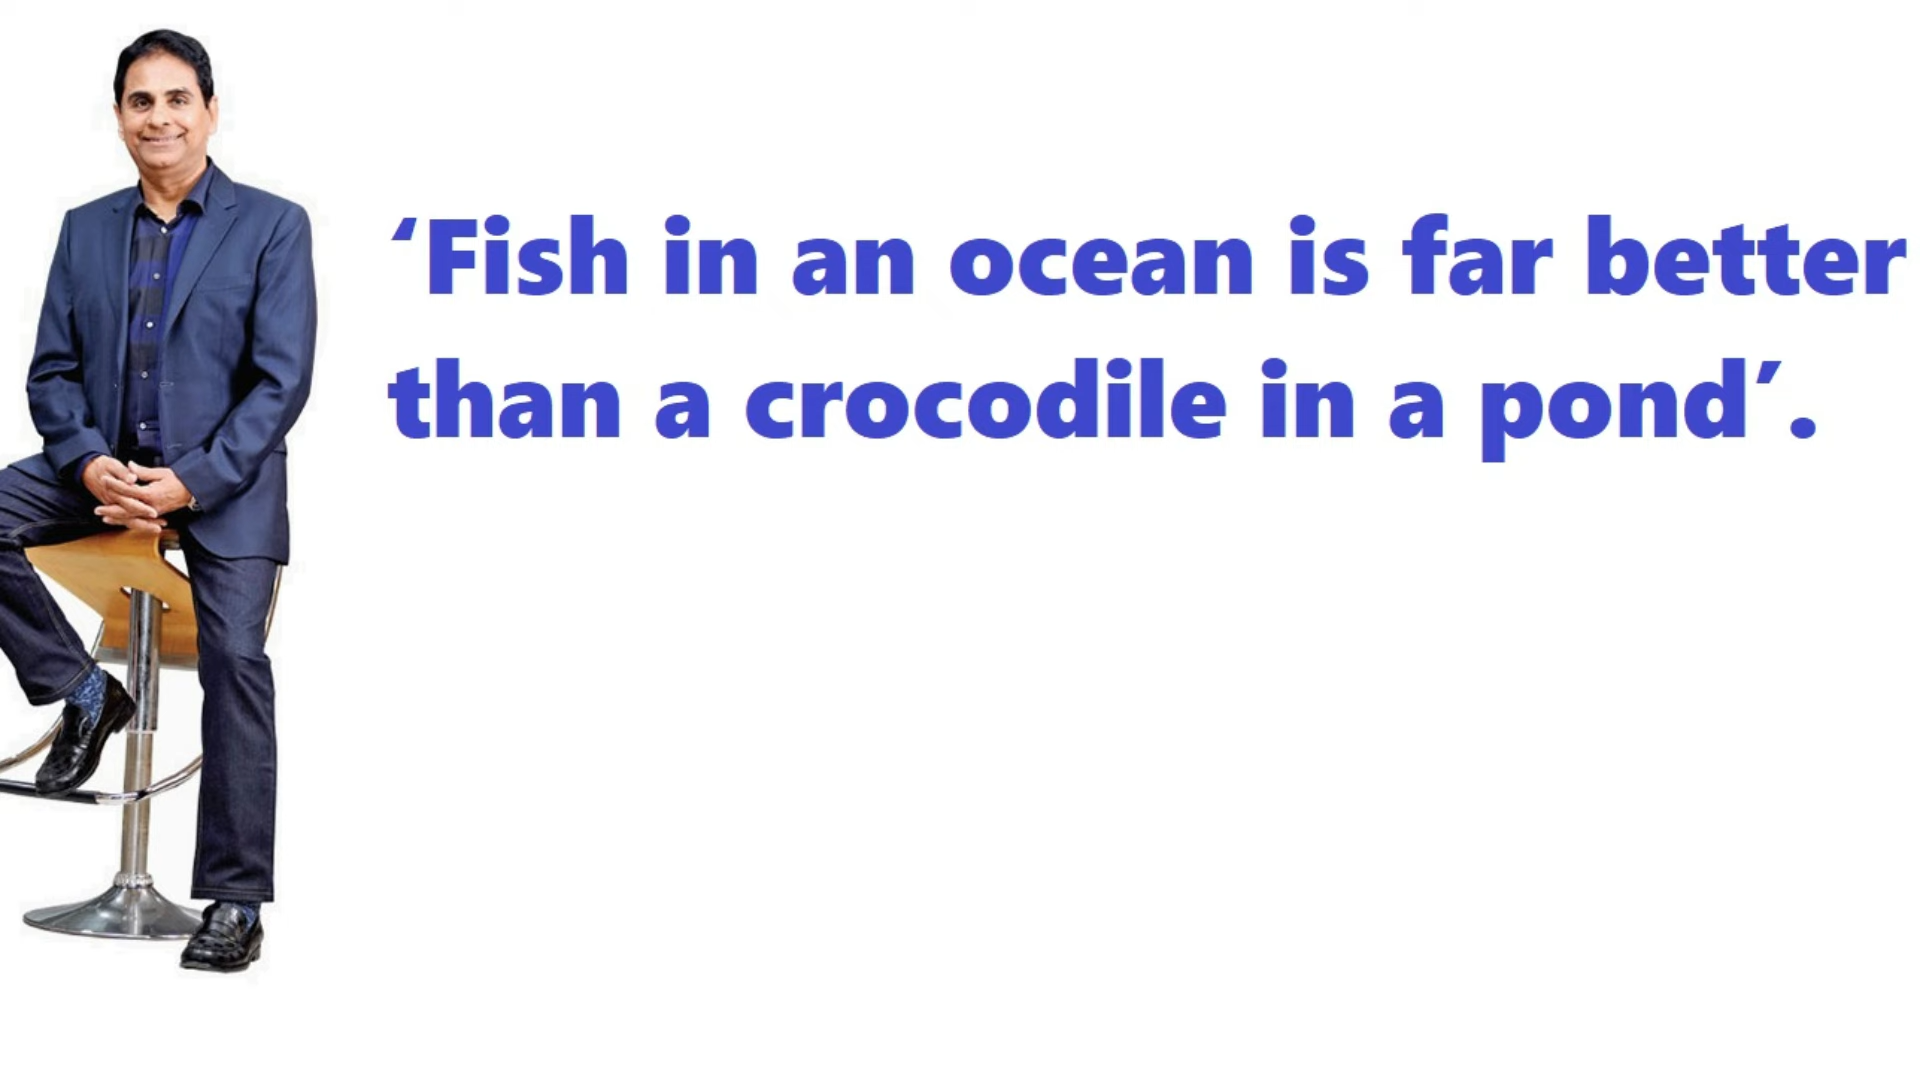 ‘Fish in an ocean is far better
than a crocodile in a pond’.